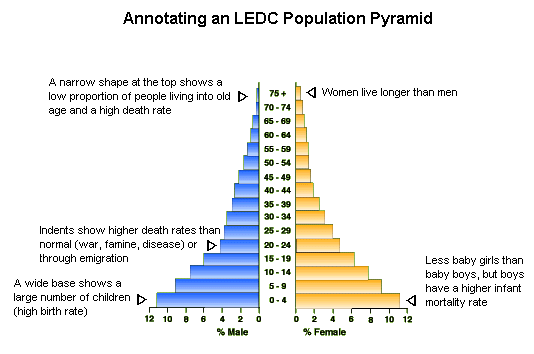 Annotating an LEDC Population Pyramid
A narrow shape at the top shows a
low proportion of people living into old
age and a high death rate
Women live longer than men
75 +
70 - 74
65 - 69
60 - 64
55 - 59
50 - 54
45 - 49
40 - 44
35 - 39
30 - 34
25 - 29
20 - 24
15 - 19
10 - 14
5 - 9
0 - 4
Indents show higher death rates than
normal (war, famine, disease) or
through emigration
Less baby girls than
baby boys, but boys
have a higher infant
mortality rate
A wide base shows a
large number of children
(high birth rate)
12 10 8 6 4 2 0
0 2 4 6 8 10 12
% Male
% Female